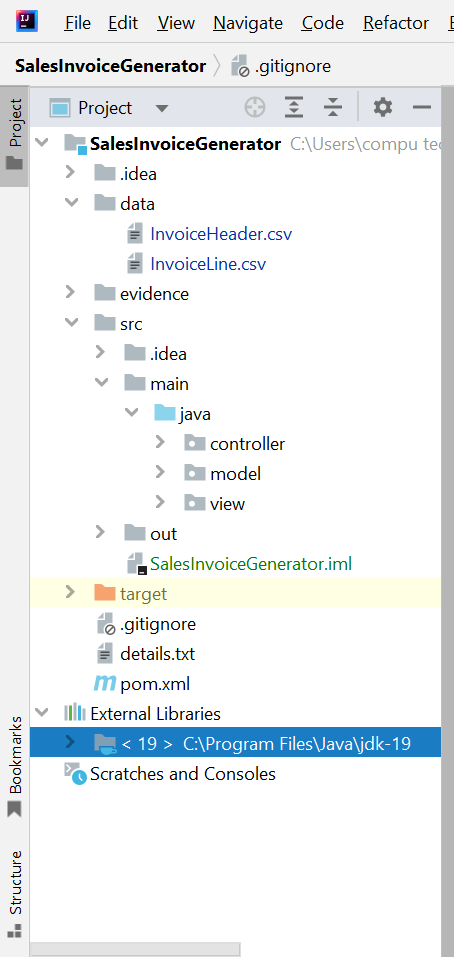 File Edit View Navigate Code Refactor
SalesInvoiceGenerator .gitignore
Project
Project
SalesInvoiceGenerator C:\Users\compu tec
.idea
data
InvoiceHeader.csv
InvoiceLine.csv
evidence
src
.idea
main
java
controller
model
view
out
SalesInvoiceGenerator.iml
target
.gitignore
details.txt
m pom.xml
External Libraries
< 19 > C:\Program Files\Java\jdk-19
Scratches and Consoles
Bookmarks
Structure